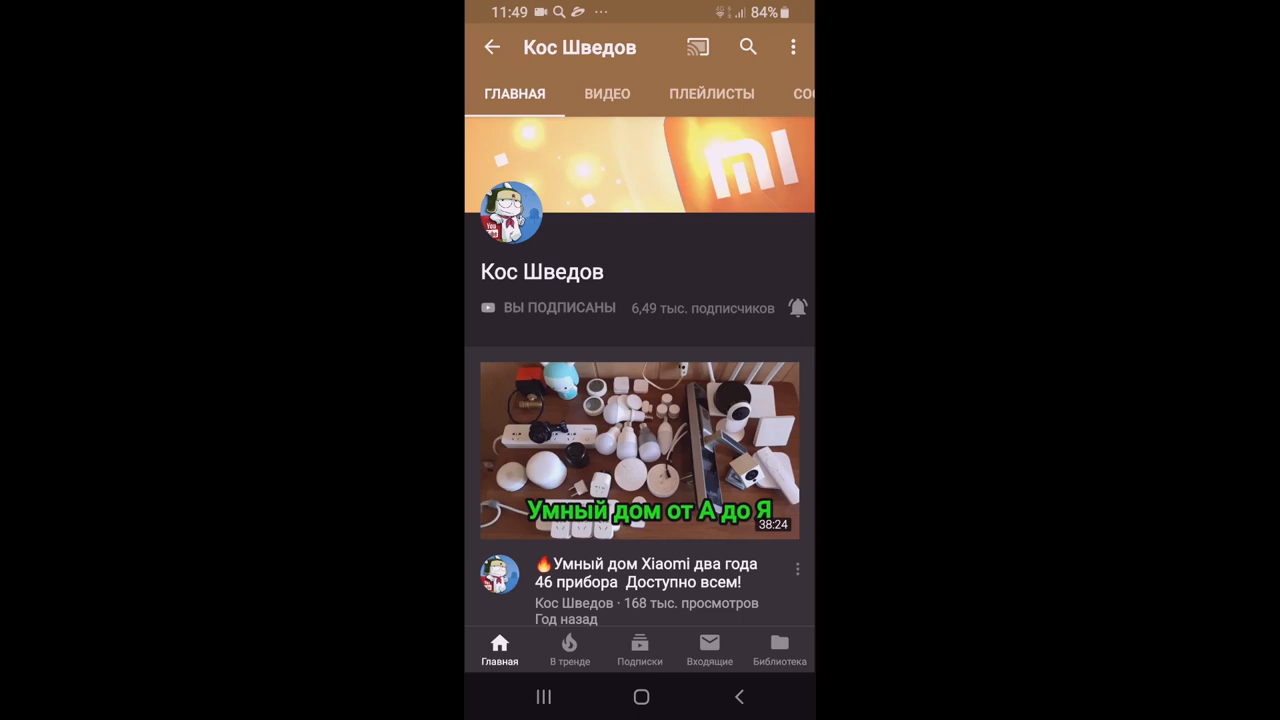 11:49 84%
Кос Шведов
ГЛАВНАЯ ВИДЕО ПЛЕЙЛИСТЫ СОО
mi
You
Кос Шведов
ВЫ ПОДПИСАНЫ 6,49 тыс. подписчиков
Умный дом от А до Я
38:24
🔥Умный дом Xiaomi два года
46 прибора Доступно всем!
Кос Шведов · 168 тыс. просмотров
Год назад
Главная В тренде Подписки Входящие Библиотека